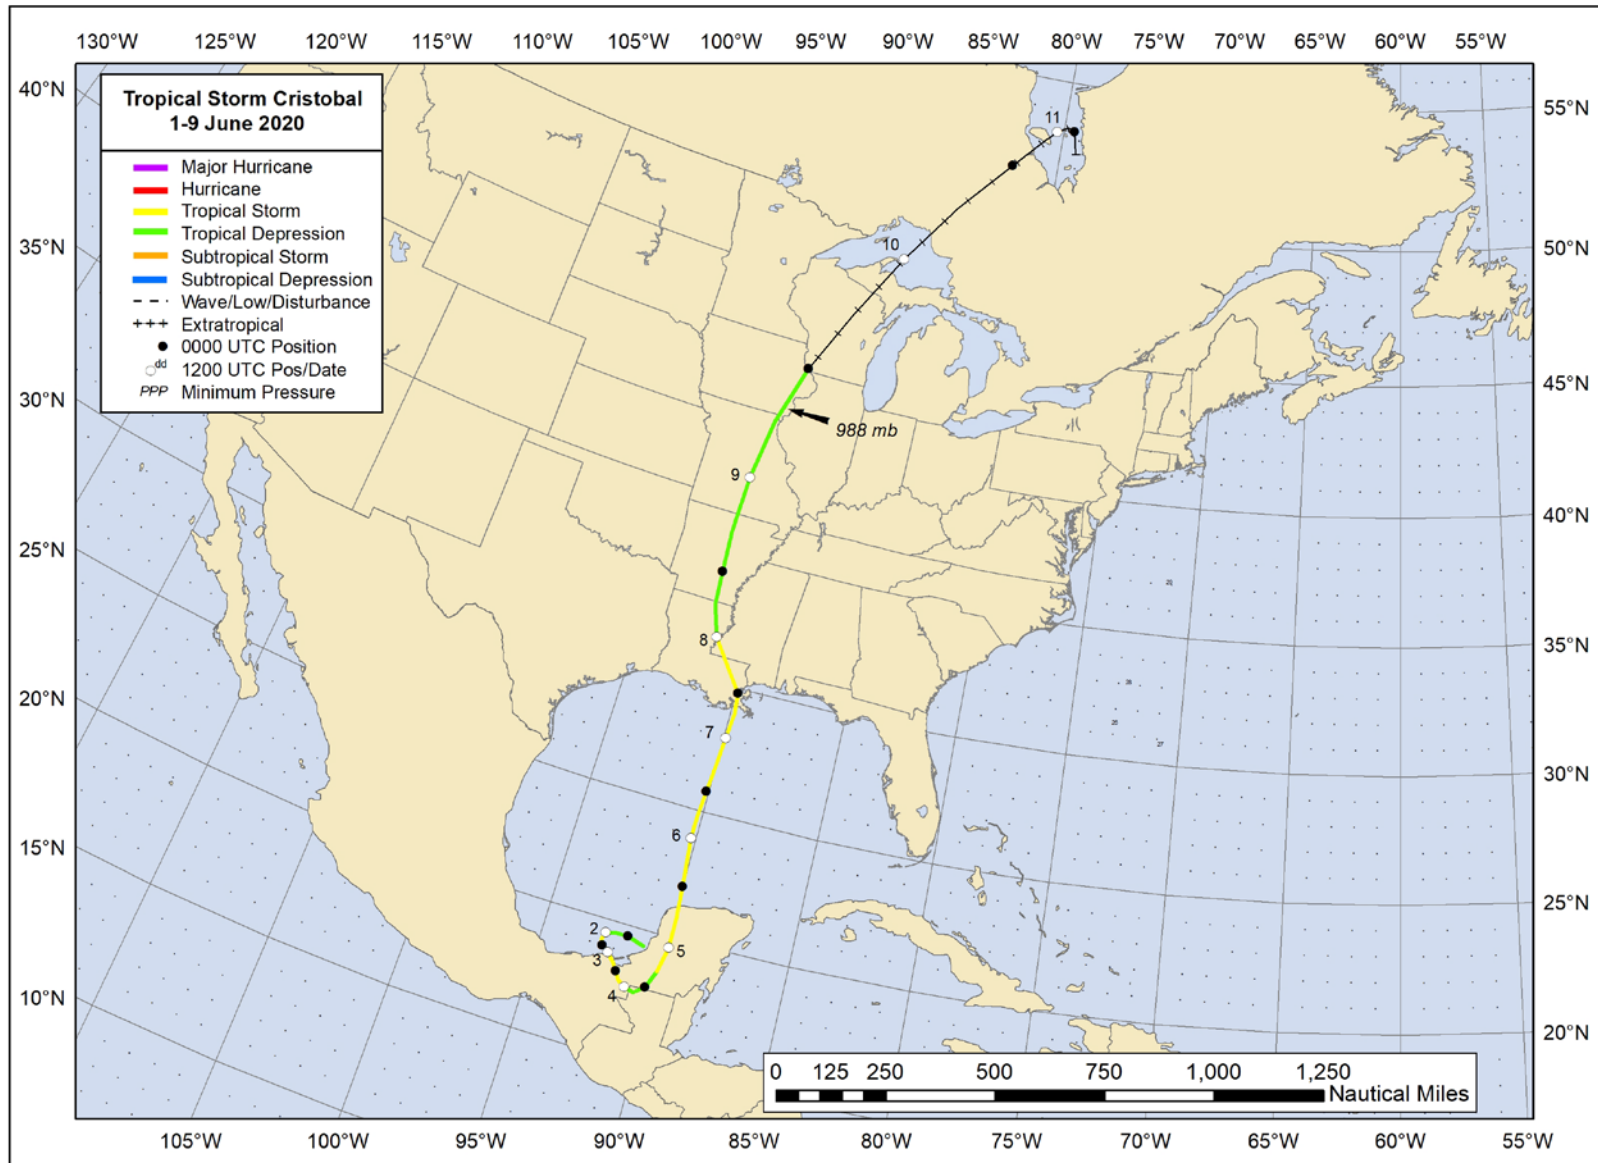 130°W 125°W 120°W 115°W 110°W 105°W 100°W 95°W 90°W 85°W 80°W 75°W 70°W 65°W 60°W 55°W
Tropical Storm Cristobal
1-9 June 2020
Major Hurricane
Hurricane
Tropical Storm
Tropical Depression
Subtropical Storm
Subtropical Depression
Wave/Low/Disturbance
Extratropical
0000 UTC Position
dd 1200 UTC Pos/Date
PPP Minimum Pressure
40°N
35°N
30°N
25°N
20°N
15°N
10°N
55°N
50°N
45°N
40°N
35°N
30°N
25°N
20°N
11
10
988 mb
9
8
7
6
5
2
3
4
28
27
0 125 250 500 750 1,000 1,250
Nautical Miles
105°W 100°W 95°W 90°W 85°W 80°W 75°W 70°W 65°W 60°W 55°W